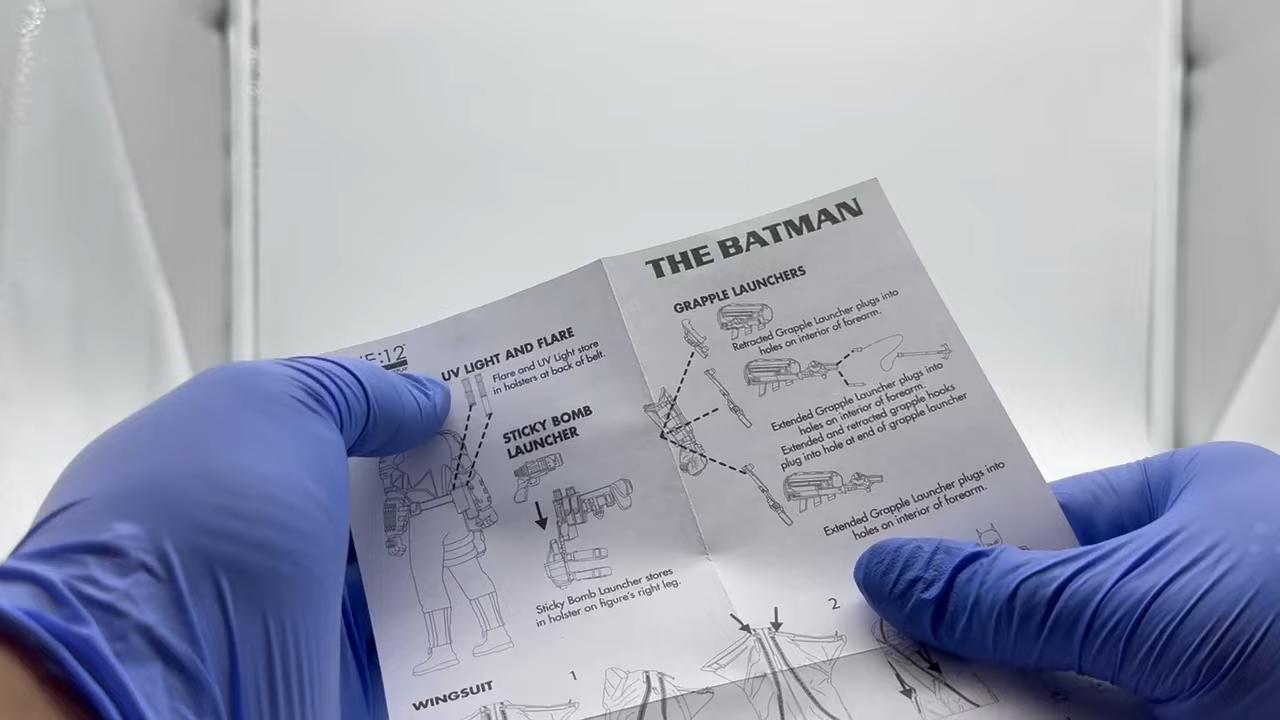 E:12
UV LIGHT AND FLARE
Flare and UV Light store
in holsters at back of belt.
STICKY BOMB
LAUNCHER
Sticky Bomb Launcher stores
in holster on figure's right leg.
WINGSUIT
1
THE BATMAN
GRAPPLE LAUNCHERS
Retracted Grapple Launcher plugs into
holes on interior of forearm.
Extended Grapple Launcher plugs into
holes on interior of forearm.
Extended and retracted grapple hooks
plug into hole at end of grapple launcher
Extended Grapple Launcher plugs into
holes on interior of forearm.
2